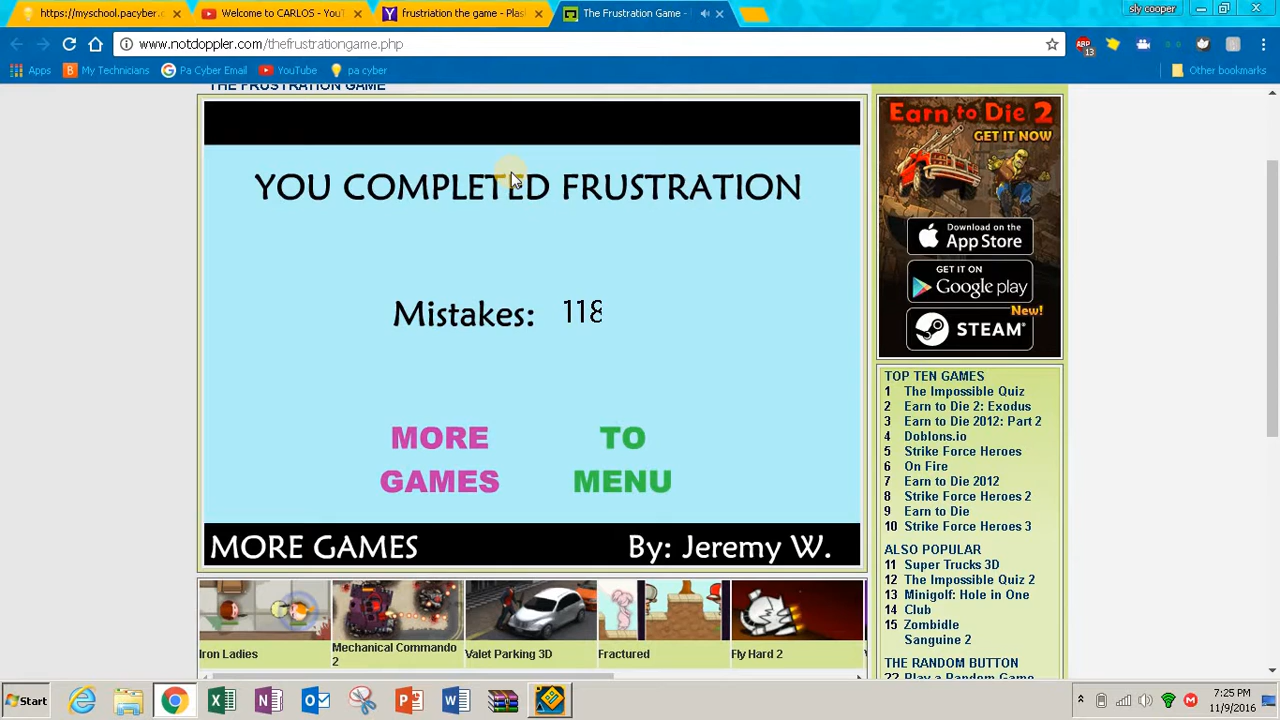 https://myschool.pacyber.c
Welcome to CARLOS - YouT
frustriation the game - Plas
The Frustration Game -
sly cooper
www.notdoppler.com/thefrustrationgame.php
ABP
13
Apps
My Technicians
Pa Cyber Email
YouTube
pa cyber
Other bookmarks
THE FRUSTRATION GAME
YOU COMPLETED FRUSTRATION
Mistakes: 118
MORE
GAMES
TO
MENU
MORE GAMES
By: Jeremy W.
Iron Ladies
Mechanical Commando
2
Valet Parking 3D
Fractured
Fly Hard 2
Earn to Die 2
GET IT NOW
Download on the
App Store
GET IT ON
Google play
New!
STEAM
TOP TEN GAMES
1 The Impossible Quiz
2 Earn to Die 2: Exodus
3 Earn to Die 2012: Part 2
4 Doblons.io
5 Strike Force Heroes
6 On Fire
7 Earn to Die 2012
8 Strike Force Heroes 2
9 Earn to Die
10 Strike Force Heroes 3
ALSO POPULAR
11 Super Trucks 3D
12 The Impossible Quiz 2
13 Minigolf: Hole in One
14 Club
15 Zombidle
Sanguine 2
THE RANDOM BUTTON
?? Play a Random Game
Start
7:25 PM
11/9/2016